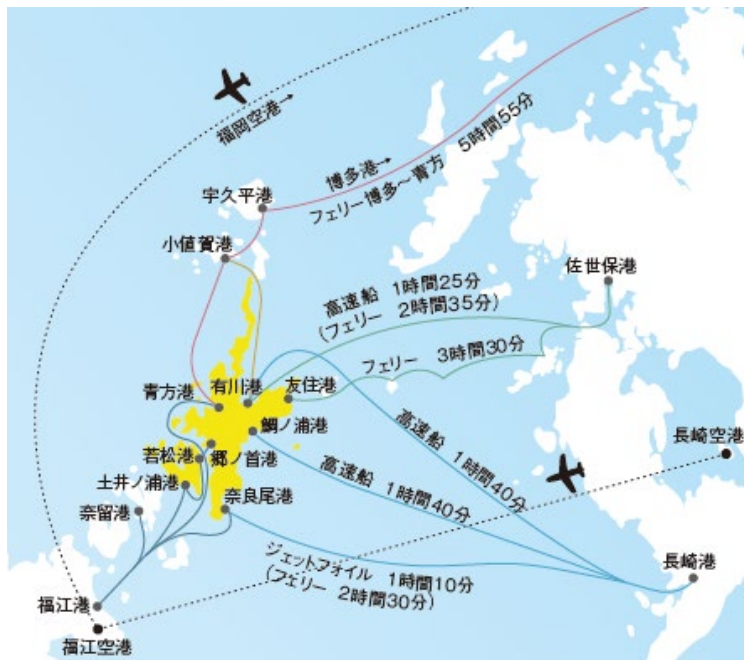 福岡空港→
宇久平港
博多港→
フェリー博多～青方 5時間55分
小値賀港
佐世保港
高速船 1時間25分
(フェリー 2時間35分)
フェリー 3時間30分
青方港
有川港
友住港
鯛ノ浦港
高速船 1時間40分
長崎空港
若松港
郷ノ首港
高速船 1時間40分
土井ノ浦港
奈留港
奈良尾港
ジェットフォイル 1時間10分
(フェリー 2時間30分)
長崎港
福江港
福江空港